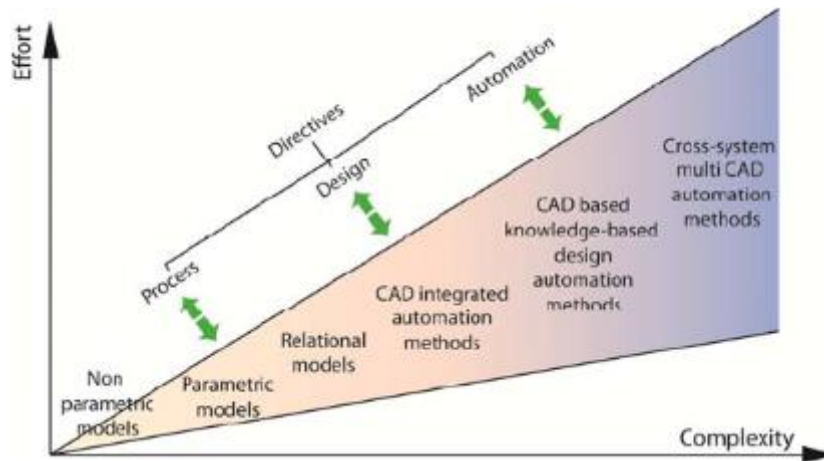 Effort
Directives
Process
Design
Automation
Non
parametric
models
Parametric
models
Relational
models
CAD integrated
automation
methods
CAD based
knowledge-based
design
automation
methods
Cross-system
multi CAD
automation
methods
Complexity